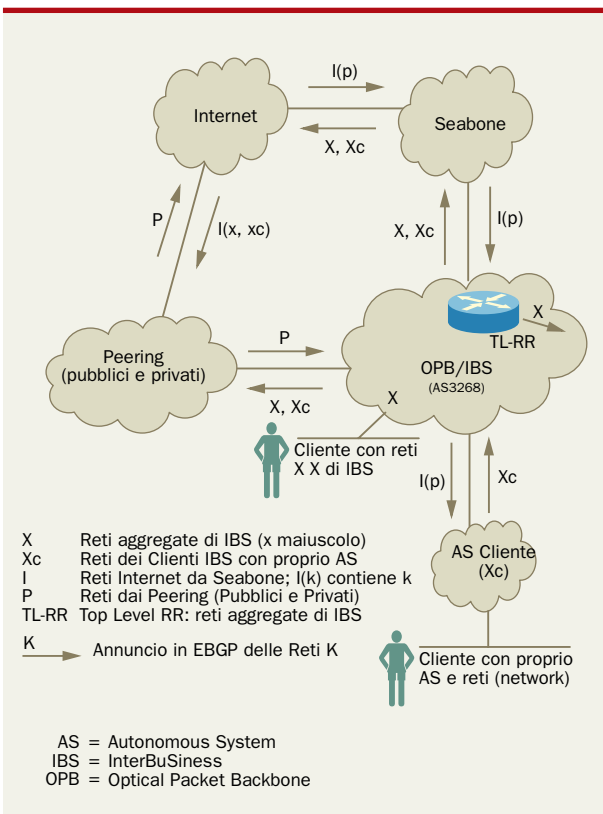 I(p)
Internet
Seabone
X, Xc
P
I(x, xc)
X, Xc
I(p)
X
TL-RR
Peering
(pubblici e privati)
P
OPB/IBS
(AS3268)
X, Xc
X
Cliente con reti
X X di IBS
I(p)
Xc
AS Cliente
(Xc)
X Reti aggregate di IBS (x maiuscolo)
Xc Reti dei Clienti IBS con proprio AS
I Reti Internet da Seabone; I(k) contiene k
P Reti dai Peering (Pubblici e Privati)
TL-RR Top Level RR: reti aggregate di IBS
K Annuncio in EBGP delle Reti K
Cliente con proprio
AS e reti (network)
AS = Autonomous System
IBS = InterBuSiness
OPB = Optical Packet Backbone